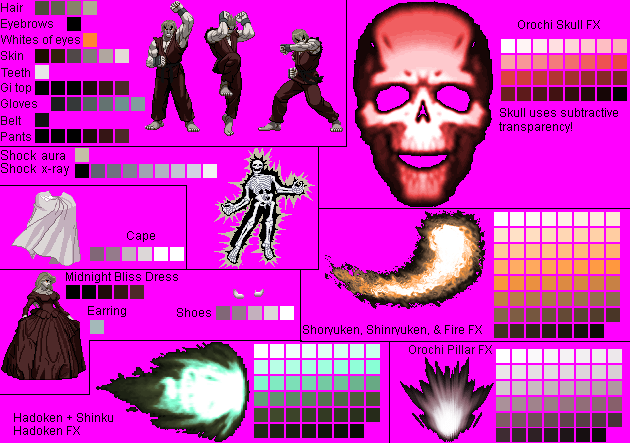 Hair
Eyebrows
Whites of eyes
Skin
Teeth
Gi top
Gloves
Belt
Pants
Orochi Skull FX
Skull uses subtractive
transparency!
Shock aura
Shock x-ray
Cape
Midnight Bliss Dress
Earring
Shoes
Shoryuken, Shinryuken, & Fire FX
Orochi Pillar FX
Hadoken + Shinku
Hadoken FX